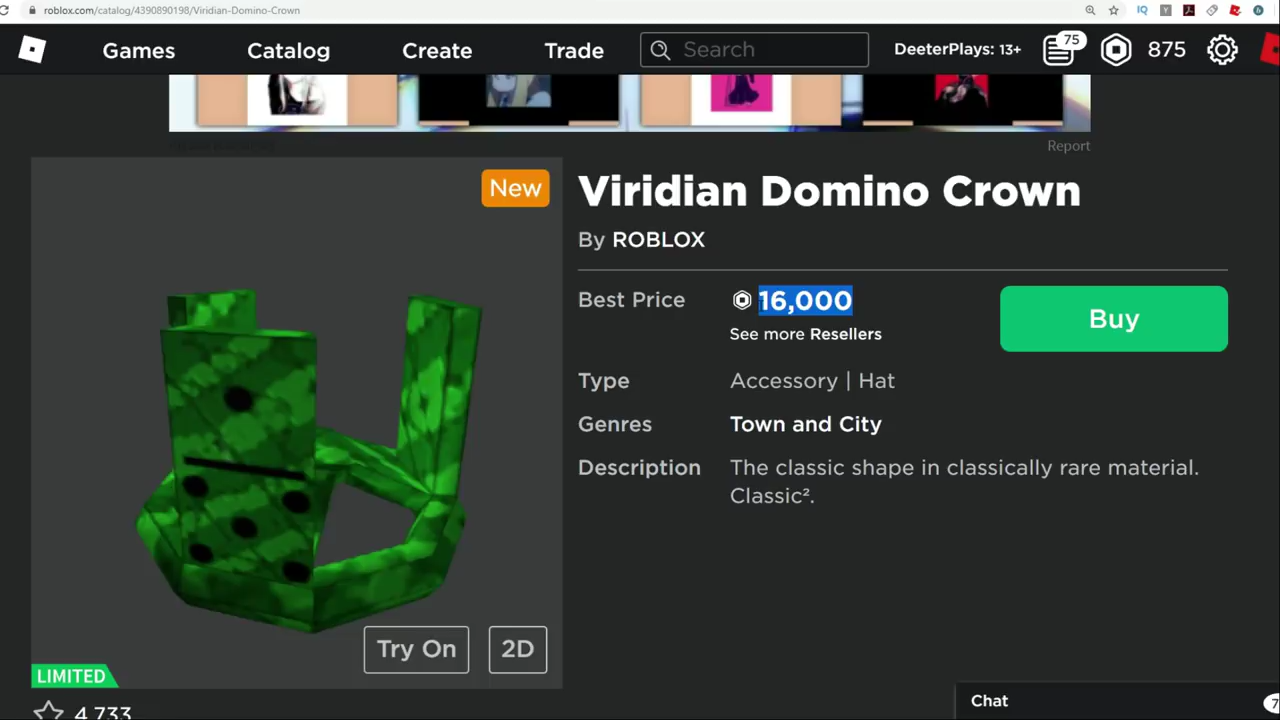 roblox.com/catalog/4390890198/Viridian-Domino-Crown
Games
Catalog
Create
Trade
Search
DeeterPlays: 13+
75
875
Report
New
Viridian Domino Crown
By ROBLOX
Best Price
16,000
See more Resellers
Buy
Type
Accessory | Hat
Genres
Town and City
Description
The classic shape in classically rare material.
Classic².
Try On
2D
LIMITED
4,733
Chat